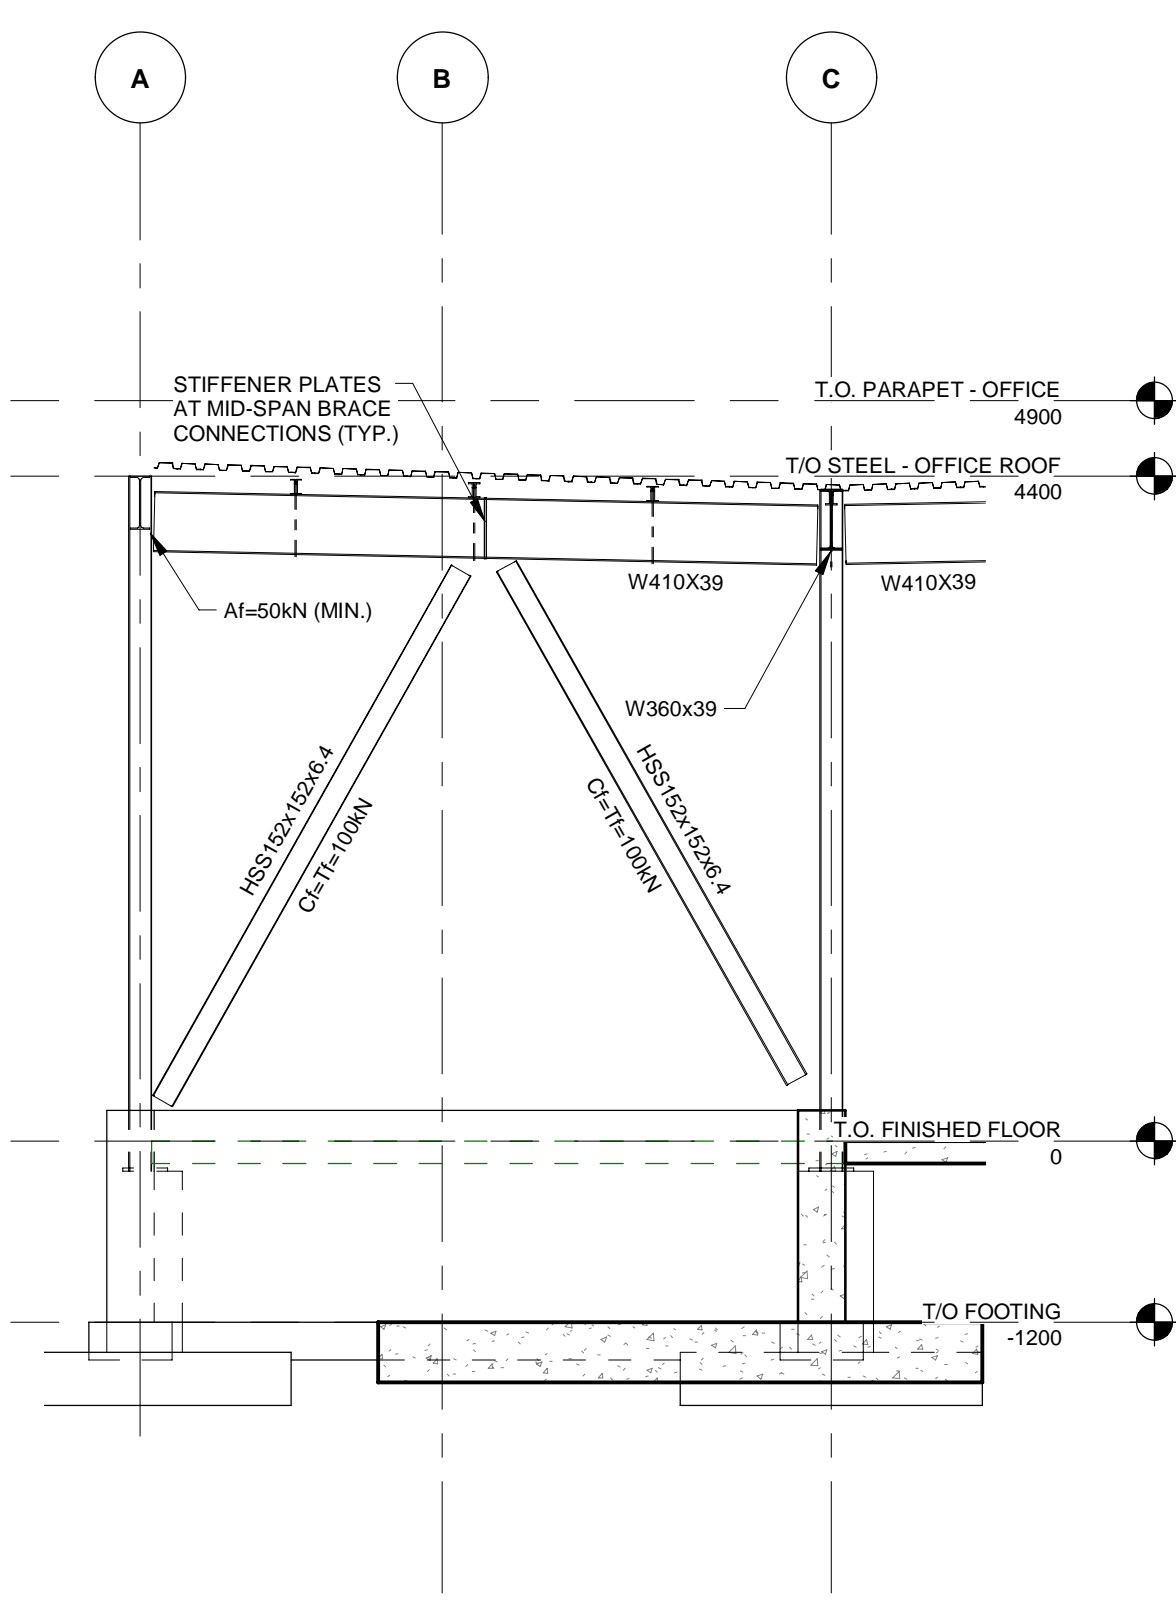 A
B
C
STIFFENER PLATES
AT MID-SPAN BRACE
CONNECTIONS (TYP.)
T.O. PARAPET - OFFICE
4900
T/O STEEL - OFFICE ROOF
4400
W410X39
W410X39
Af=50kN (MIN.)
W360x39
HSS152x152x6.4
Cf=Tf=100kN
HSS152x152x6.4
Cf=Tf=100kN
T.O. FINISHED FLOOR
0
T/O FOOTING
-1200